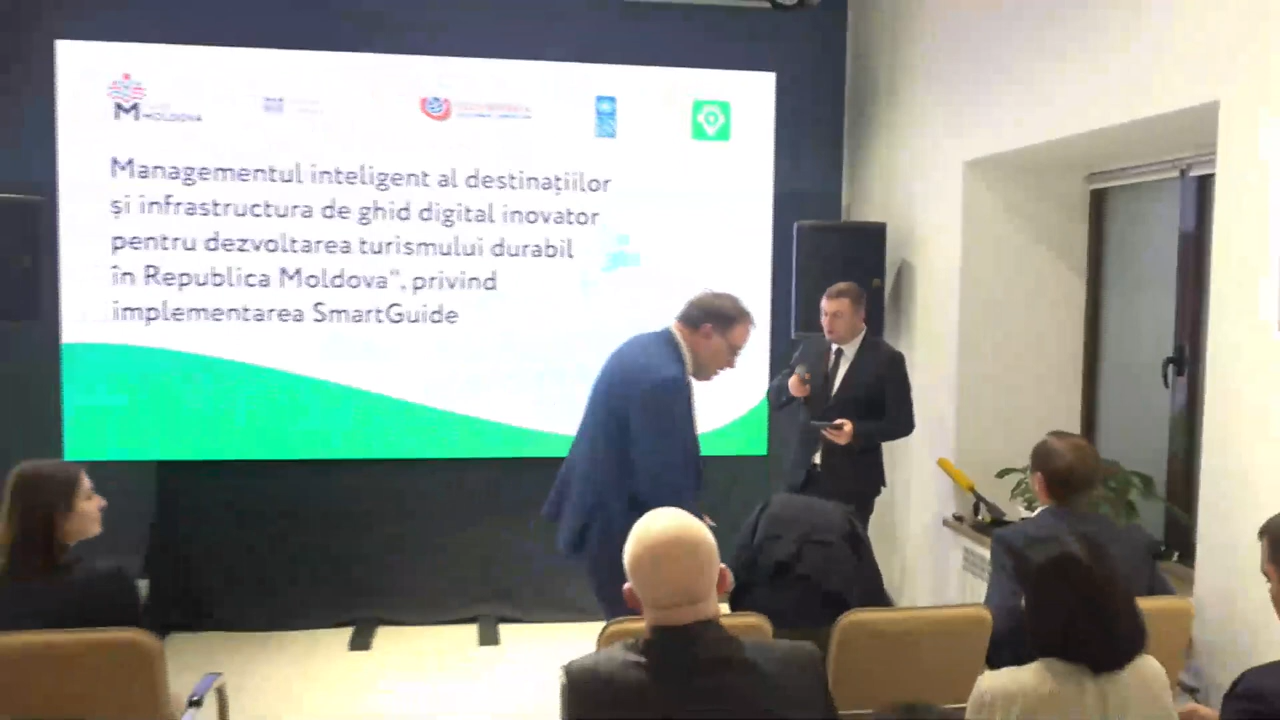 MOLDOVA
Managementul inteligent al destinațiilor
și infrastructura de ghid digital inovator
pentru dezvoltarea turismului durabil
în Republica Moldova“, privind
implementarea SmartGuide